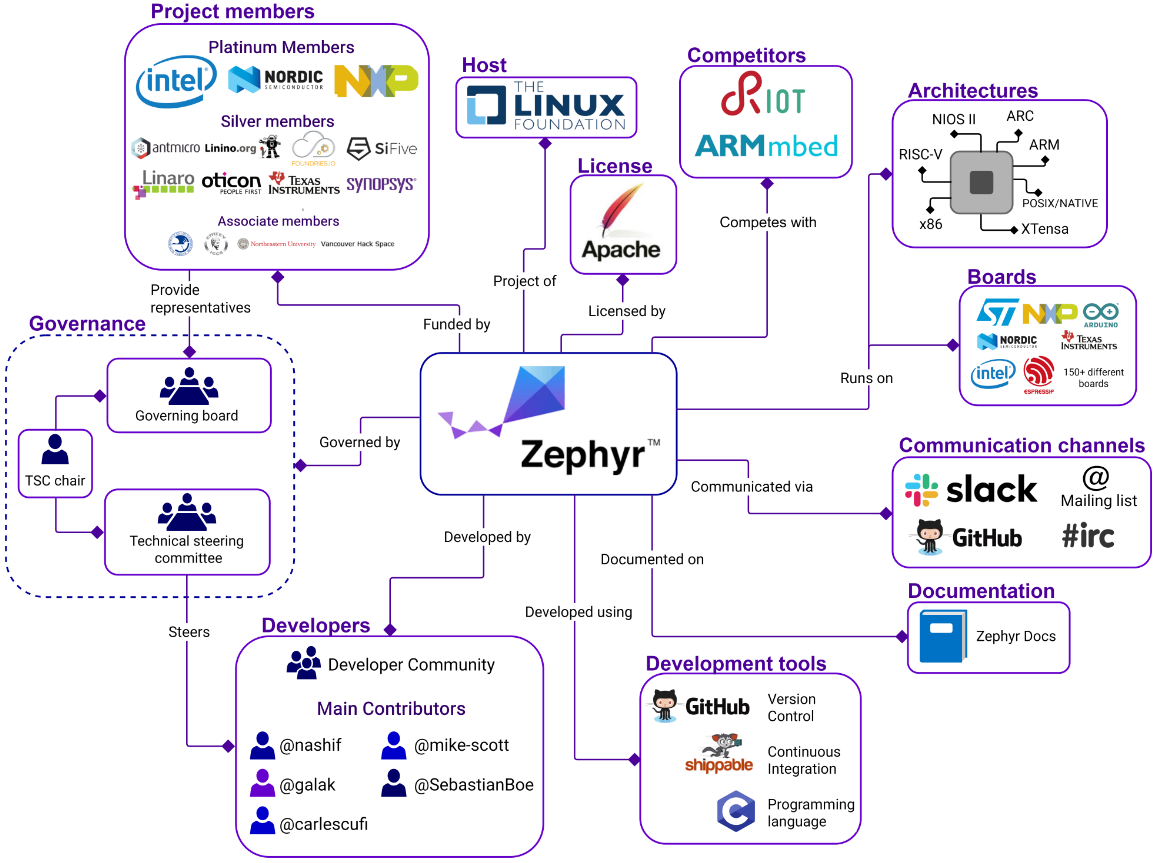 Project members
Platinum Members
intel
NORDIC
SEMICONDUCTOR
NXP
Silver members
antmicro
Linino.org
FOUNDRIES.IO
SiFive
Linaro
oticon
PEOPLE FIRST
TEXAS
INSTRUMENTS
SYNOPSYS
Associate members
Northeastern University
Vancouver Hack Space
Host
THE
LINUX
FOUNDATION
License
Apache
Competitors
RIOT
ARMmbed
Architectures
NIOS II
ARC
RISC-V
ARM
POSIX/NATIVE
x86
XTensa
Provide
representatives
Funded by
Project of
Licensed by
Competes with
Runs on
Boards
ST
NXP
ARDUINO
NORDIC
SEMICONDUCTOR
TEXAS
INSTRUMENTS
intel
ESPRESSIF
150+ different
boards
Governance
Governing board
TSC chair
Technical steering
committee
Governed by
Zephyr™
Communicated via
Communication channels
slack
@
Mailing list
GitHub
#irc
Developed by
Documented on
Developed using
Steers
Documentation
Zephyr Docs
Developers
Developer Community
Main Contributors
@nashif
@mike-scott
@galak
@SebastianBoe
@carlescufi
Development tools
GitHub
Version
Control
shippable
Continuous
Integration
C
Programming
language